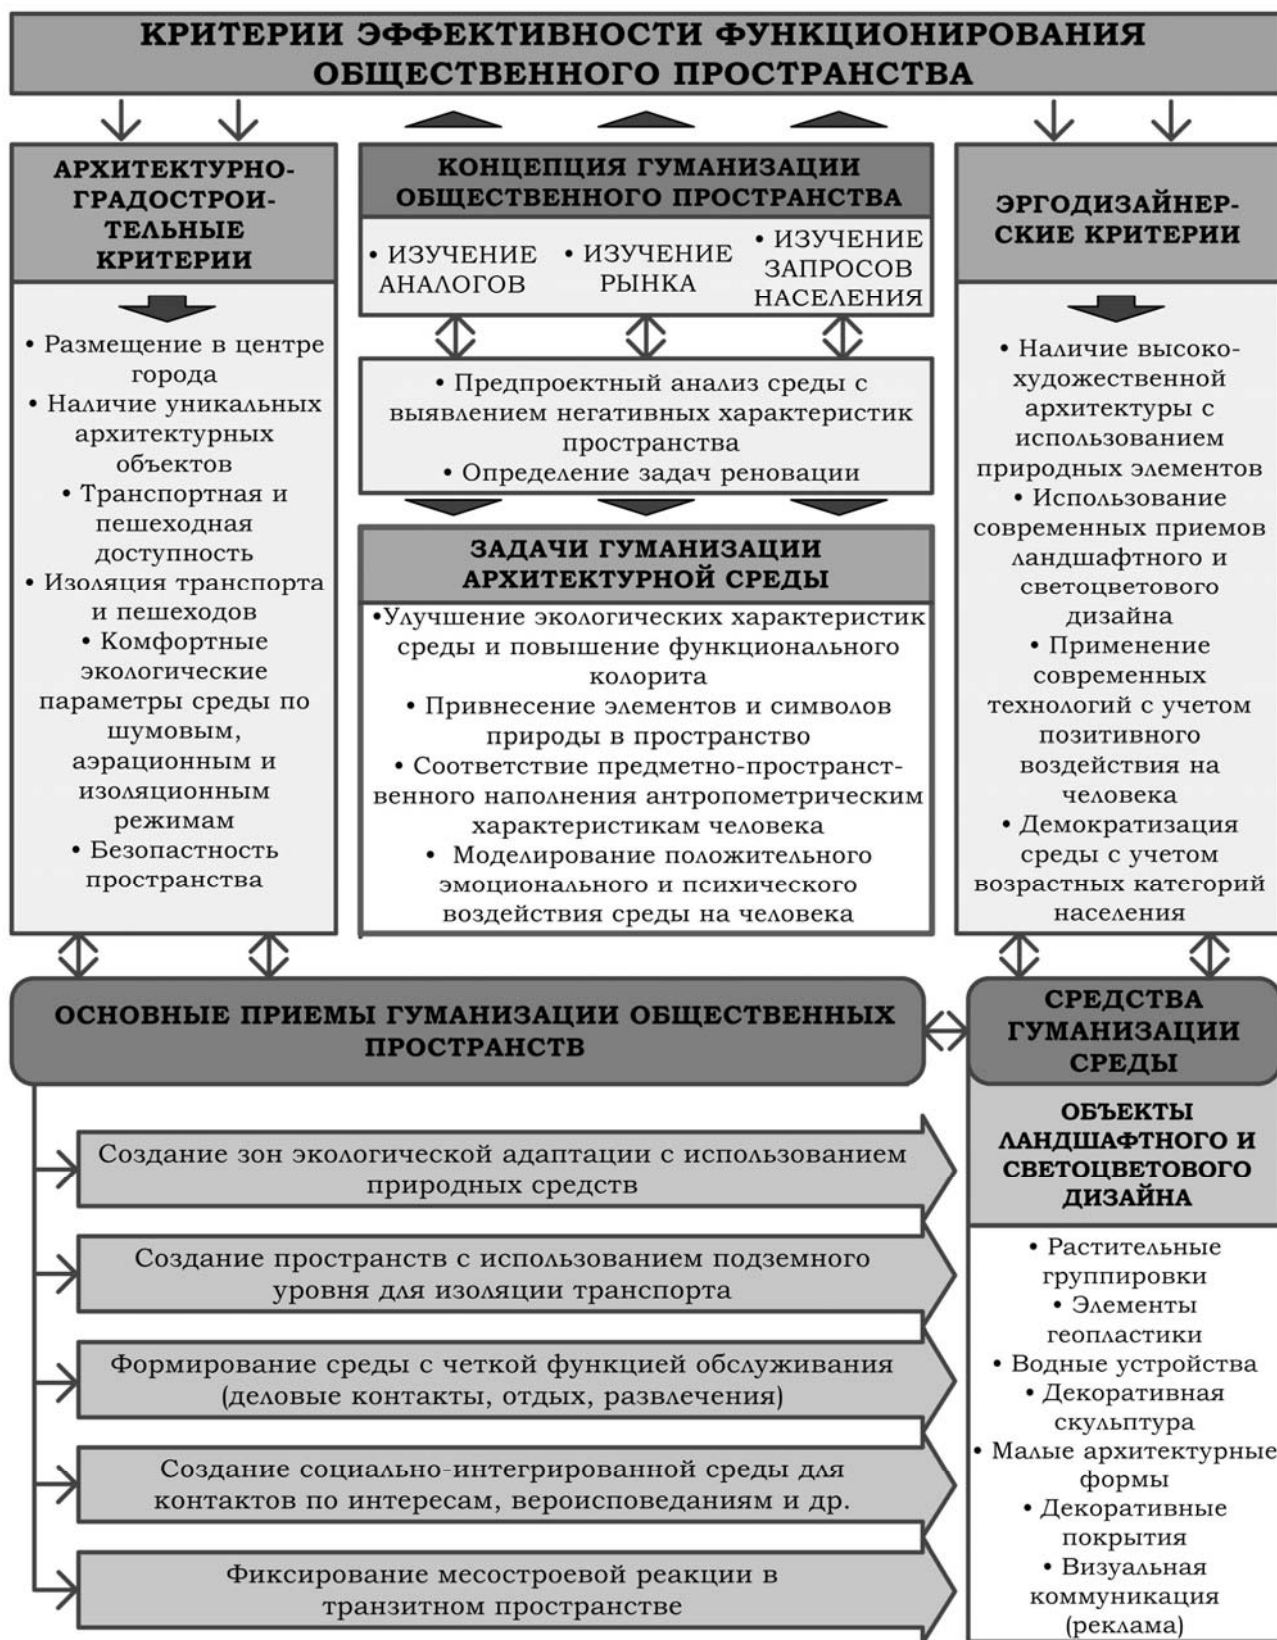 КРИТЕРИИ ЭФФЕКТИВНОСТИ ФУНКЦИОНИРОВАНИЯ
ОБЩЕСТВЕННОГО ПРОСТРАНСТВА
АРХИТЕКТУРНО-
ГРАДОСТРОИ-
ТЕЛЬНЫЕ
КРИТЕРИИ
• Размещение в центре
города
• Наличие уникальных
архитектурных
объектов
• Транспортная и
пешеходная
доступность
• Изоляция транспорта
и пешеходов
• Комфортные
экологические
параметры среды по
шумовым,
аэрационным и
изоляционным
режимам
• Безопастность
пространства
КОНЦЕПЦИЯ ГУМАНИЗАЦИИ
ОБЩЕСТВЕННОГО ПРОСТРАНСТВА
• ИЗУЧЕНИЕ
АНАЛОГОВ
• ИЗУЧЕНИЕ
РЫНКА
• ИЗУЧЕНИЕ
ЗАПРОСОВ
НАСЕЛЕНИЯ
• Предпроектный анализ среды с
выявлением негативных характеристик
пространства
• Определение задач реновации
ЗАДАЧИ ГУМАНИЗАЦИИ
АРХИТЕКТУРНОЙ СРЕДЫ
•Улучшение экологических характеристик
среды и повышение функционального
колорита
• Привнесение элементов и символов
природы в пространство
• Соответствие предметно-пространст-
венного наполнения антропометрическим
характеристикам человека
• Моделирование положительного
эмоционального и психического
воздействия среды на человека
ЭРГОДИЗАЙНЕР-
СКИЕ КРИТЕРИИ
• Наличие высоко-
художественной
архитектуры с
использованием
природных элементов
• Использование
современных приемов
ландшафтного и
светоцветового
дизайна
• Применение
современных
технологий с учетом
позитивного
воздействия на
человека
• Демократизация
среды с учетом
возрастных категорий
населения
ОСНОВНЫЕ ПРИЕМЫ ГУМАНИЗАЦИИ ОБЩЕСТВЕННЫХ
ПРОСТРАНСТВ
Создание зон экологической адаптации с использованием
природных средств
Создание пространств с использованием подземного
уровня для изоляции транспорта
Формирование среды с четкой функцией обслуживания
(деловые контакты, отдых, развлечения)
Создание социально-интегрированной среды для
контактов по интересам, вероисповеданиям и др.
Фиксирование месостроевой реакции в
транзитном пространстве
СРЕДСТВА
ГУМАНИЗАЦИИ
СРЕДЫ
ОБЪЕКТЫ
ЛАНДШАФТНОГО И
СВЕТОЦВЕТОВОГО
ДИЗАЙНА
• Растительные
группировки
• Элементы
геопластики
• Водные устройства
• Декоративная
скульптура
• Малые архитектурные
формы
• Декоративные
покрытия
• Визуальная
коммуникация
(реклама)